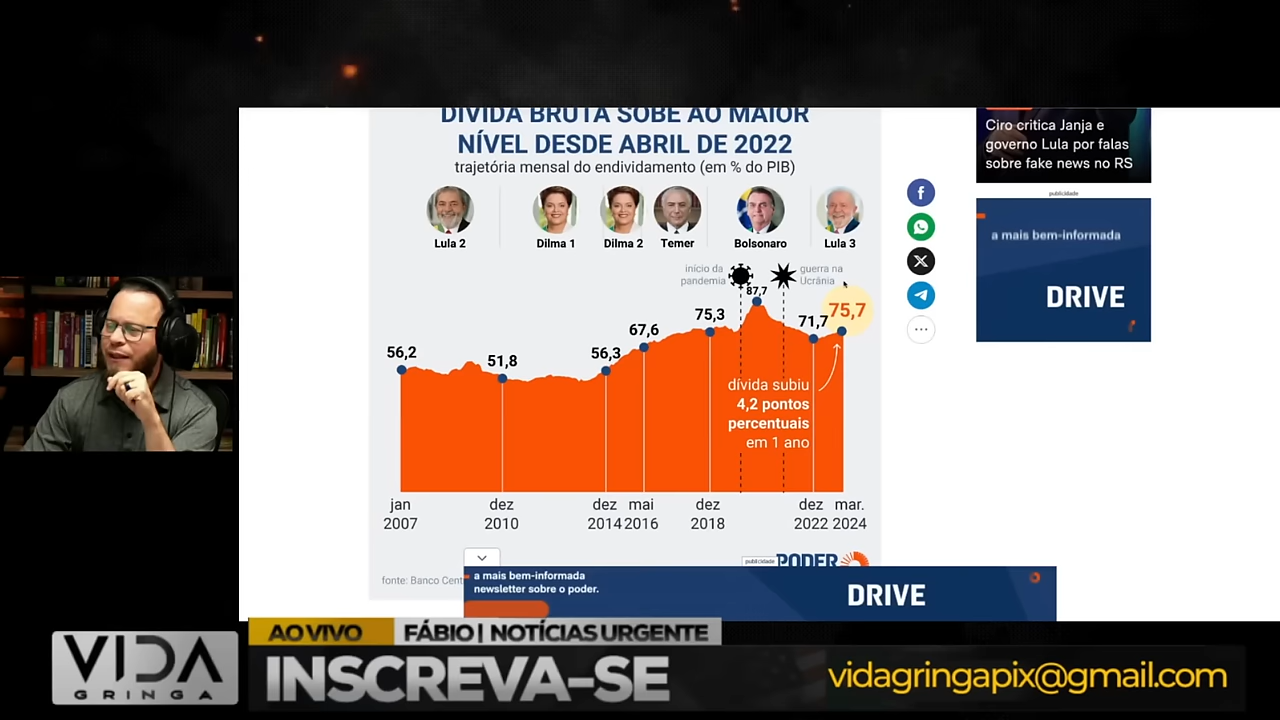 DÍVIDA BRUTA SOBE AO MAIOR
NÍVEL DESDE ABRIL DE 2022
trajetória mensal do endividamento (em % do PIB)
Lula 2
Dilma 1
Dilma 2
Temer
Bolsonaro
Lula 3
início da
pandemia
guerra na
Ucrânia
56,2
51,8
56,3
67,6
75,3
87,7
71,7
75,7
dívida subiu
4,2 pontos
percentuais
em 1 ano
jan
2007
dez
2010
dez
2014
mai
2016
dez
2018
dez
2022
mar.
2024
fonte: Banco Cent
publicidade
PODER
a mais bem-informada
newsletter sobre o poder.
DRIVE
Ciro critica Janja e
governo Lula por falas
sobre fake news no RS
publicidade
a mais bem-informada
DRIVE
VIDA
GRINGA
AO VIVO
FÁBIO | NOTÍCIAS URGENTE
INSCREVA-SE
vidagringapix@gmail.com